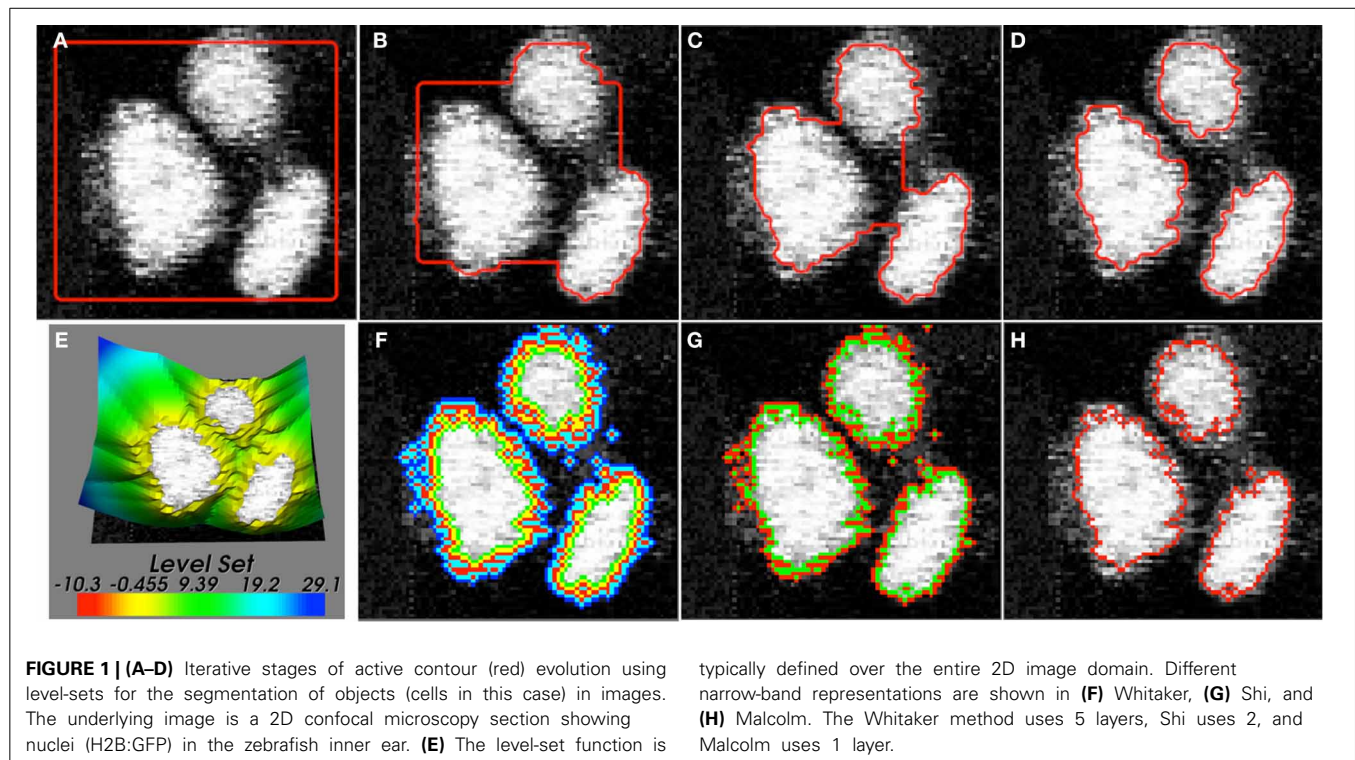 A
B
C
D
E
Level Set
-10.3 -0.455 9.39 19.2 29.1
F
G
H
FIGURE 1 | (A–D) Iterative stages of active contour (red) evolution using
level-sets for the segmentation of objects (cells in this case) in images.
The underlying image is a 2D confocal microscopy section showing
nuclei (H2B:GFP) in the zebrafish inner ear. (E) The level-set function is
typically defined over the entire 2D image domain. Different
narrow-band representations are shown in (F) Whitaker, (G) Shi, and
(H) Malcolm. The Whitaker method uses 5 layers, Shi uses 2, and
Malcolm uses 1 layer.